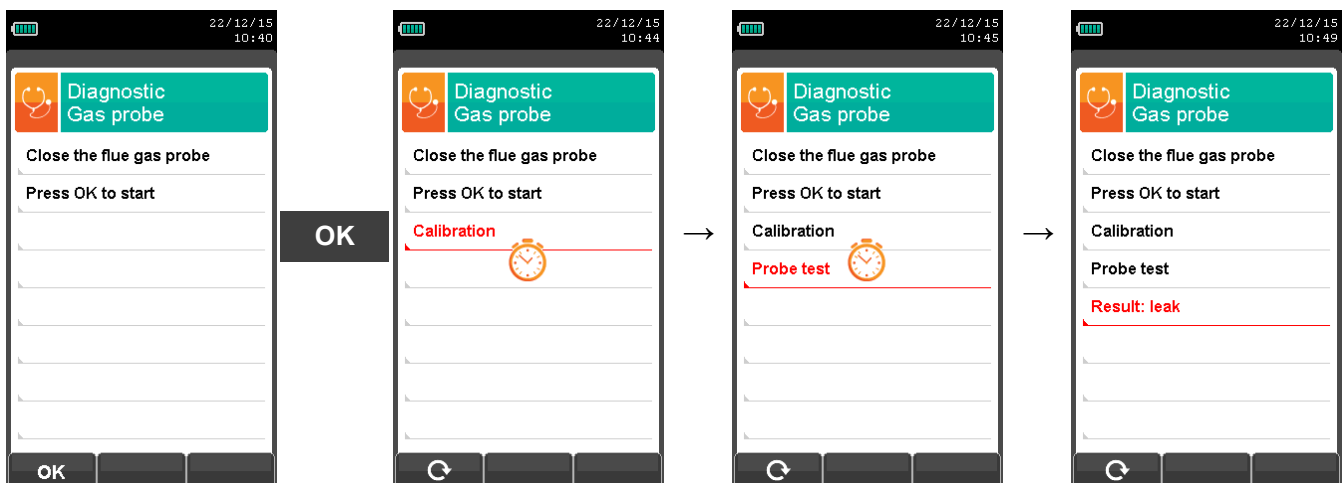 22/12/15
10:40
Diagnostic
Gas probe
Close the flue gas probe
Press OK to start
OK
OK
22/12/15
10:44
Diagnostic
Gas probe
Close the flue gas probe
Press OK to start
Calibration
→
22/12/15
10:45
Diagnostic
Gas probe
Close the flue gas probe
Press OK to start
Calibration
Probe test
→
22/12/15
10:49
Diagnostic
Gas probe
Close the flue gas probe
Press OK to start
Calibration
Probe test
Result: leak